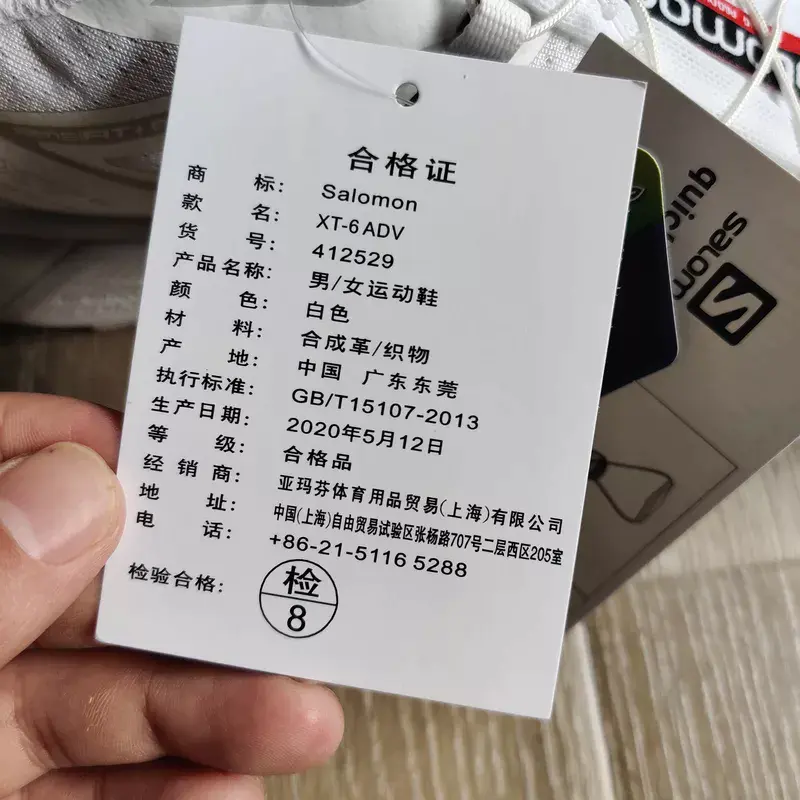 合格证
商标: Salomon
款名: XT-6 ADV
货号: 412529
产品名称: 男/女运动鞋
颜色: 白色
材料: 合成革/织物
产地: 中国 广东东莞
执行标准: GB/T15107-2013
生产日期: 2020年5月12日
等级: 合格品
经销商: 亚玛芬体育用品贸易(上海)有限公司
地址: 中国(上海)自由贸易试验区张杨路707号二层西区205室
电话: +86-21-5116 5288
检验合格: 检
8
salom
quic